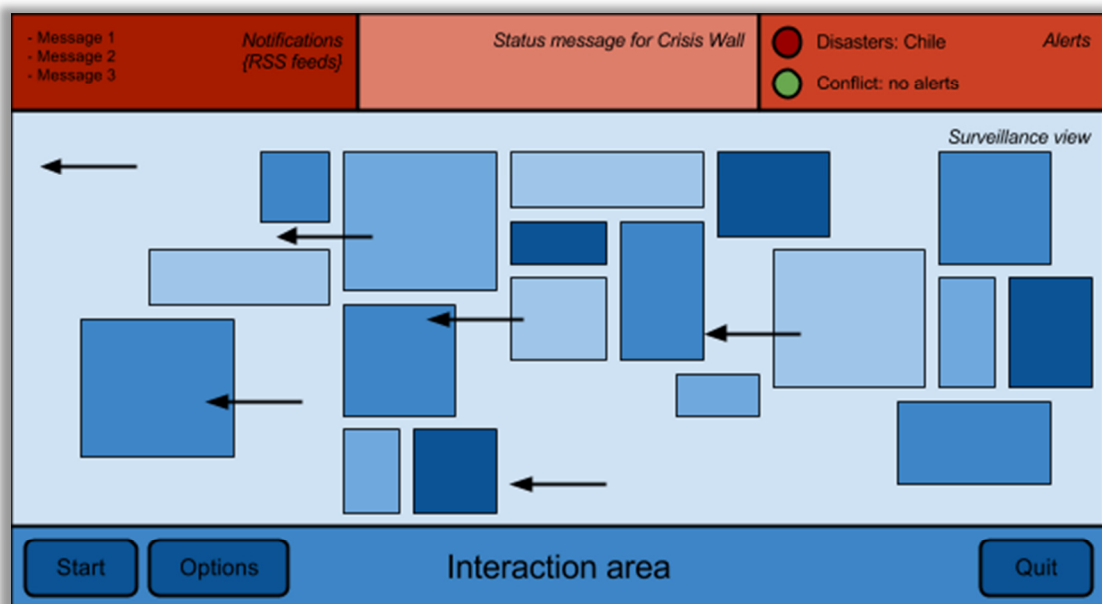 - Message 1
- Message 2
- Message 3
Notifications
{RSS feeds}
Status message for Crisis Wall
Disasters: Chile
Conflict: no alerts
Alerts
Surveillance view
Start
Options
Interaction area
Quit